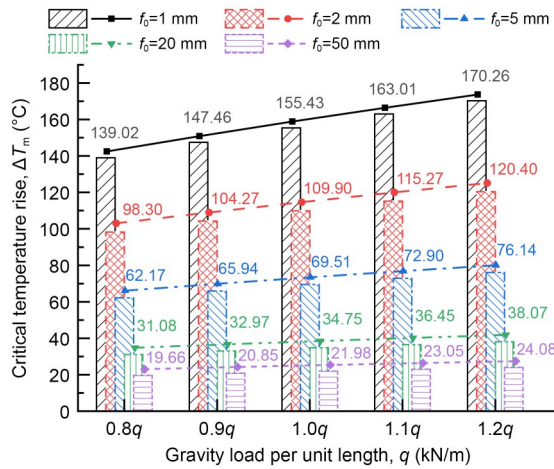 f₀=1 mm f₀=2 mm f₀=5 mm
f₀=20 mm f₀=50 mm
Critical temperature rise, ΔTₘ (°C)
180
160
140
120
100
80
60
40
20
0
139.02 147.46 155.43 163.01 170.26
98.30 104.27 109.90 115.27 120.40
62.17 65.94 69.51 72.90 76.14
31.08 32.97 34.75 36.45 38.07
19.66 20.85 21.98 23.05 24.08
0.8q 0.9q 1.0q 1.1q 1.2q
Gravity load per unit length, q (kN/m)